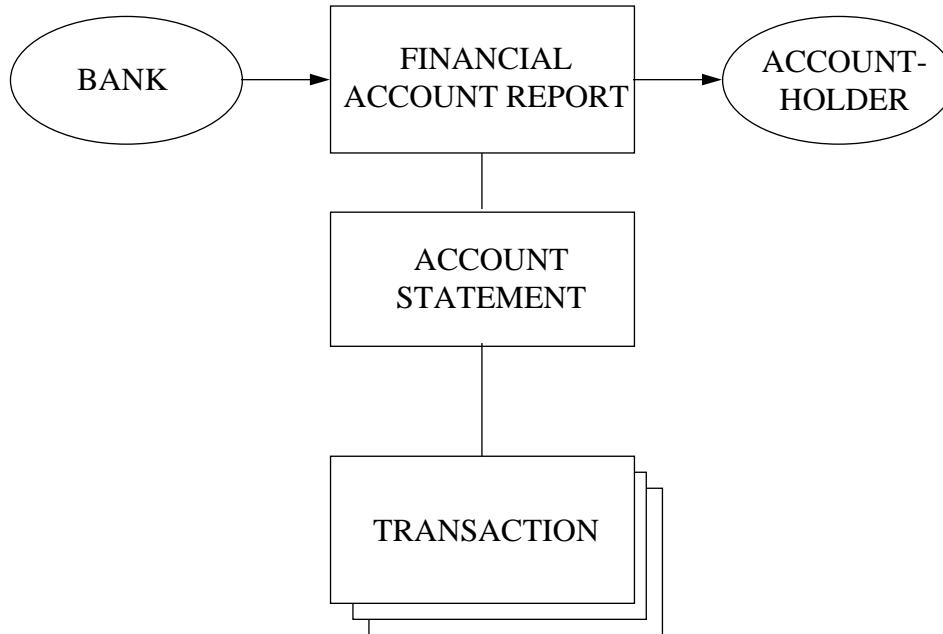 BANK
FINANCIAL
ACCOUNT REPORT
ACCOUNT-
HOLDER
ACCOUNT
STATEMENT
TRANSACTION